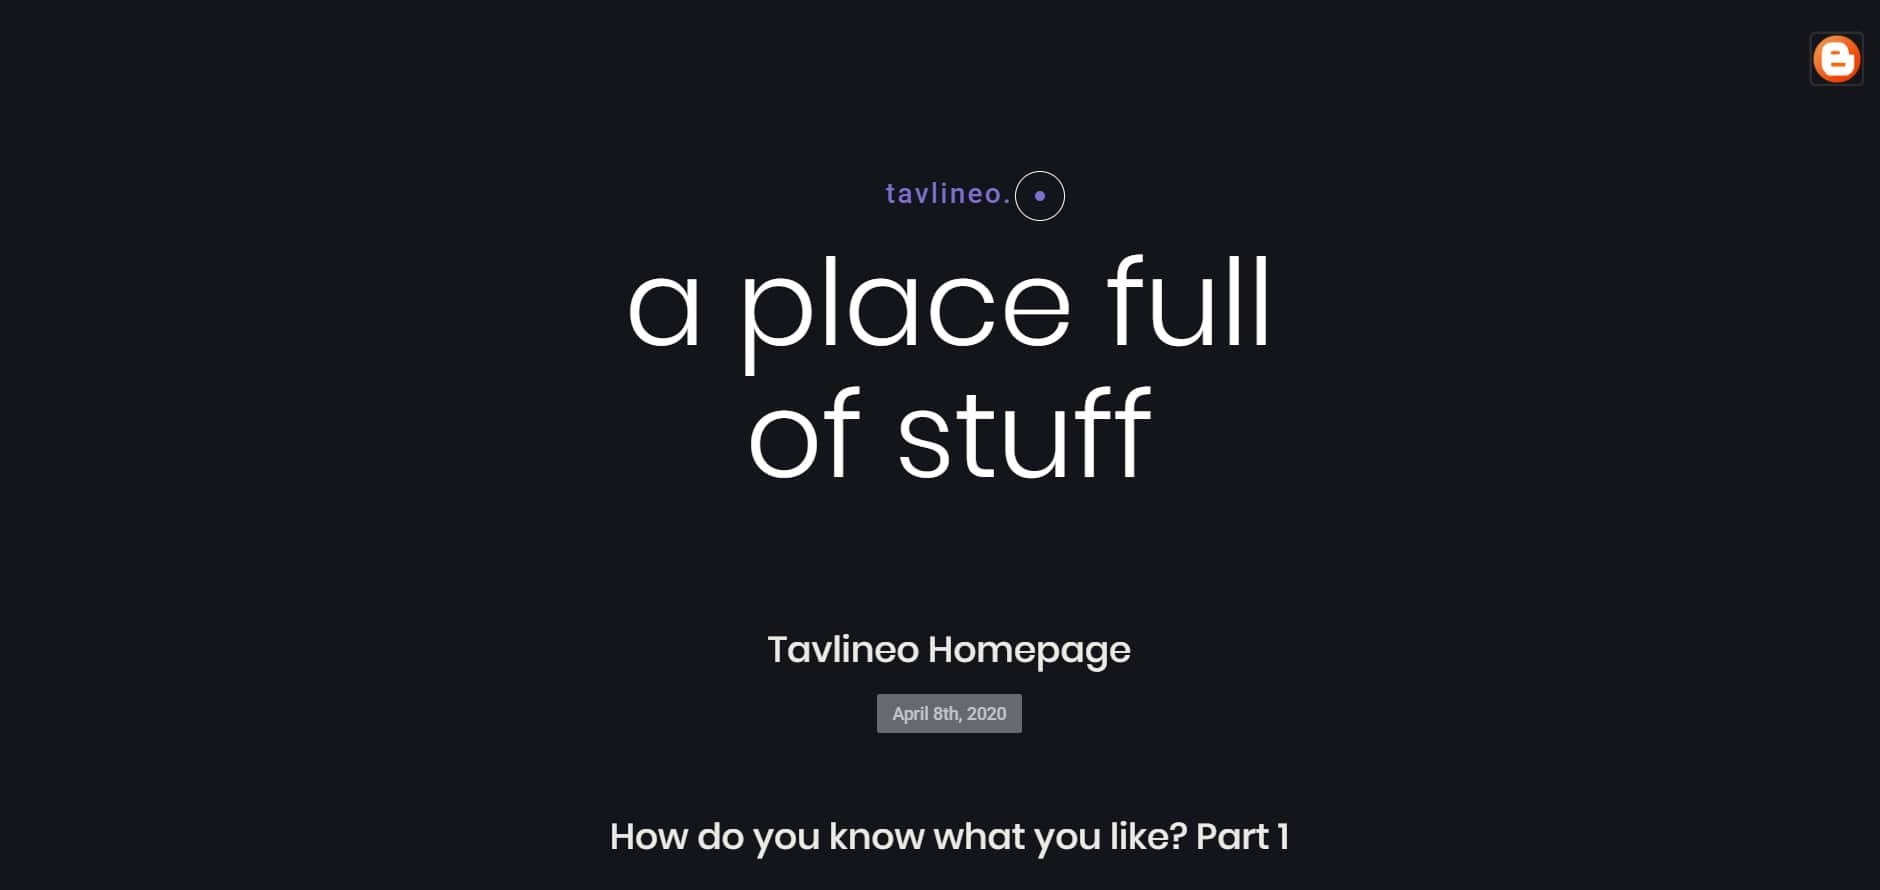 tavlineo.
a place full
of stuff
Tavlineo Homepage
April 8th, 2020
How do you know what you like? Part 1